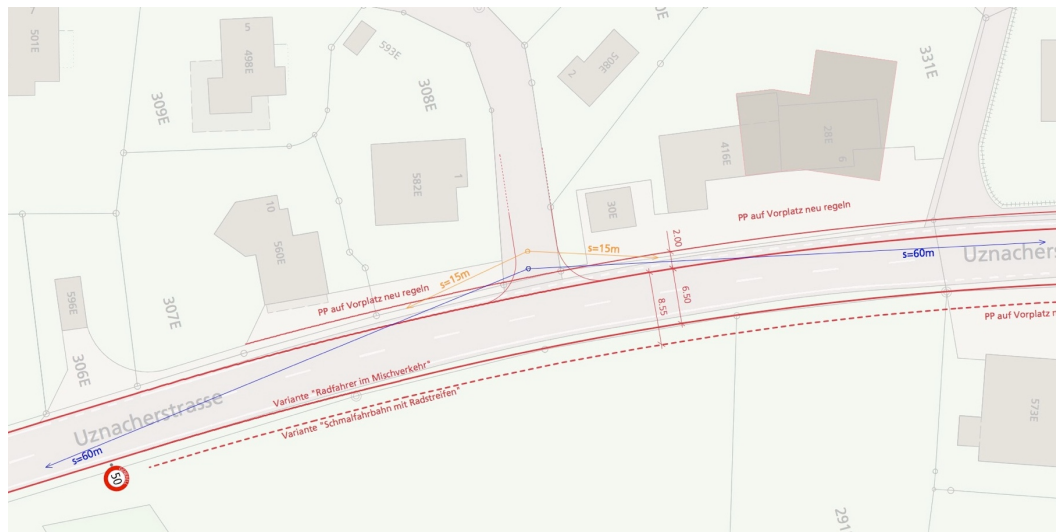 501E
498E
5
593E
309E
308E
508E
2
331E
416E
28E
6
582E
1
30E
PP auf Vorplatz neu regeln
10
560E
s=15m
s=15m
2.00
s=60m
Uznachers
596E
307E
PP auf Vorplatz neu regeln
8.55
6.50
PP auf Vorplatz n
306E
Variante "Radfahrer im Mischverkehr"
Uznacherstrasse
Variante "Schmalfahrbahn mit Radstreifen"
s=60m
50
573E
291